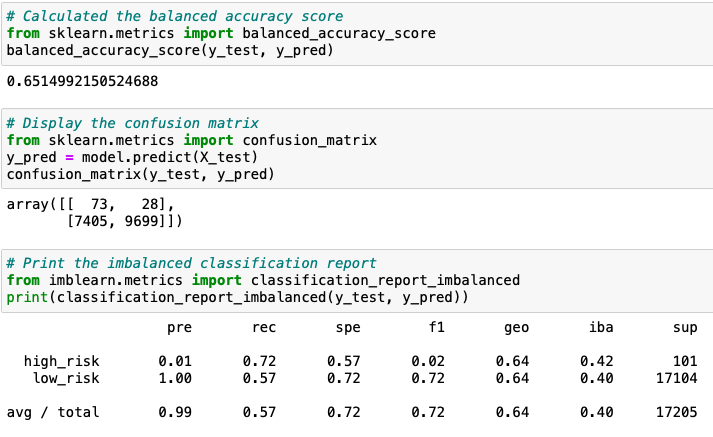 # Calculated the balanced accuracy score
from sklearn.metrics import balanced_accuracy_score
balanced_accuracy_score(y_test, y_pred)
0.6514992150524688
# Display the confusion matrix
from sklearn.metrics import confusion_matrix
y_pred = model.predict(X_test)
confusion_matrix(y_test, y_pred)
array([[  73,   28],
       [7405, 9699]])
# Print the imbalanced classification report
from imblearn.metrics import classification_report_imbalanced
print(classification_report_imbalanced(y_test, y_pred))
                   pre       rec       spe        f1       geo       iba       sup
  high_risk       0.01      0.72      0.57      0.02      0.64      0.42       101
   low_risk       1.00      0.57      0.72      0.72      0.64      0.40     17104
avg / total       0.99      0.57      0.72      0.72      0.64      0.40     17205